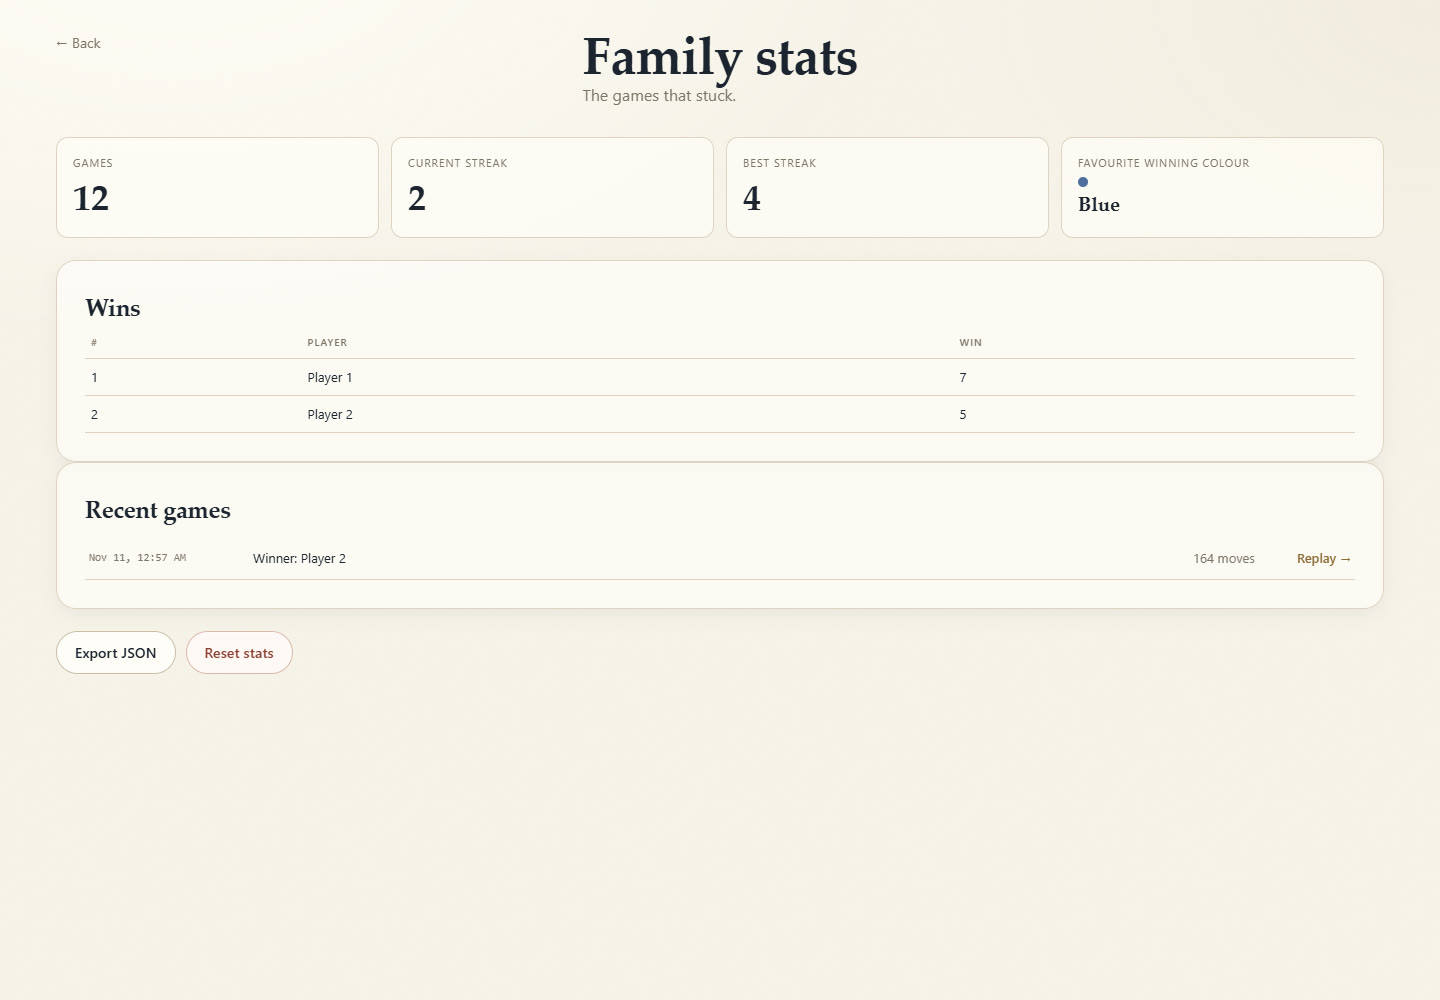 ← Back
Family stats
The games that stuck.
GAMES
12
CURRENT STREAK
2
BEST STREAK
4
FAVOURITE WINNING COLOUR
Blue
Wins
# PLAYER WIN
1 Player 1 7
2 Player 2 5
Recent games
Nov 11, 12:57 AM Winner: Player 2 164 moves Replay →
Export JSON Reset stats